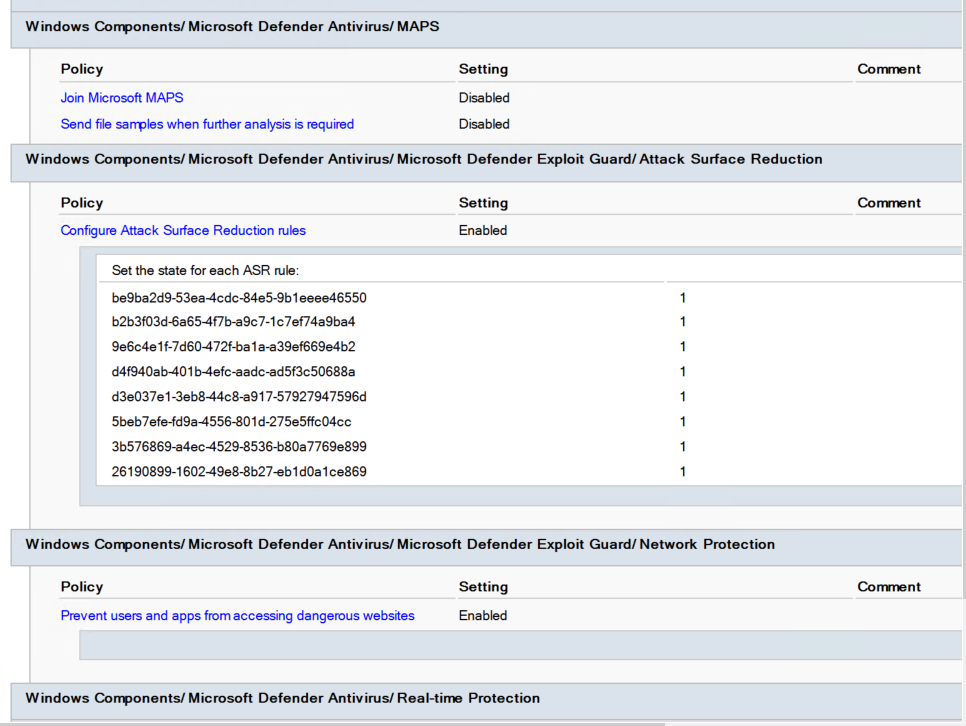 Windows Components/Microsoft Defender Antivirus/MAPS
Policy Setting Comment
Join Microsoft MAPS Disabled
Send file samples when further analysis is required Disabled
Windows Components/Microsoft Defender Antivirus/Microsoft Defender Exploit Guard/Attack Surface Reduction
Policy Setting Comment
Configure Attack Surface Reduction rules Enabled
Set the state for each ASR rule:
be9ba2d9-53ea-4cdc-84e5-9b1eeee46550 1
b2b3f03d-6a65-4f7b-a9c7-1c7ef74a9ba4 1
9e6c4e1f-7d60-472f-ba1a-a39ef669e4b2 1
d4f940ab-401b-4efc-aadc-ad5f3c50688a 1
d3e037e1-3eb8-44c8-a917-57927947596d 1
5beb7efe-fd9a-4556-801d-275e5ffc04cc 1
3b576869-a4ec-4529-8536-b80a7769e899 1
26190899-1602-49e8-8b27-eb1d0a1ce869 1
Windows Components/Microsoft Defender Antivirus/Microsoft Defender Exploit Guard/Network Protection
Policy Setting Comment
Prevent users and apps from accessing dangerous websites Enabled
Windows Components/Microsoft Defender Antivirus/Real-time Protection